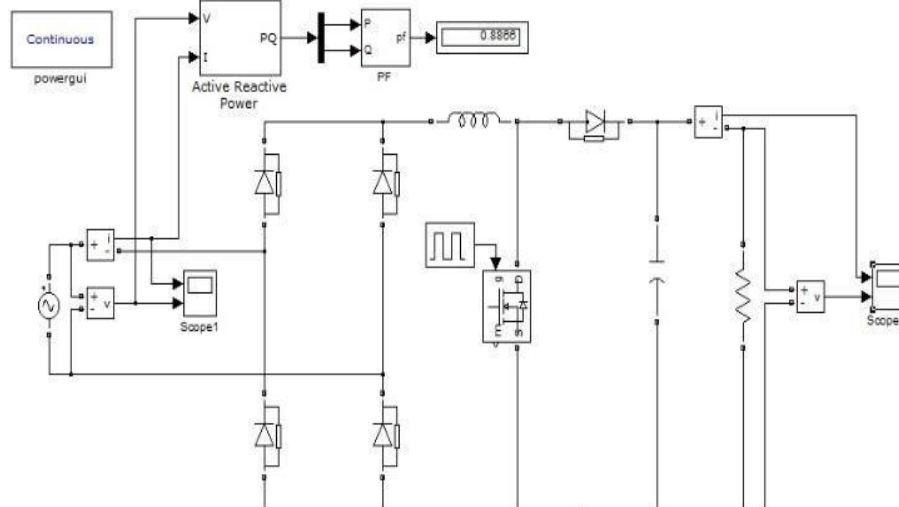 Continuous
powergui
V
I
PQ
Active Reactive
Power
P
Q
pf
PF
0.8866
+
-
i
+
-
v
Scope1
g
D
m
S
+
-
i
+
-
v
Scope